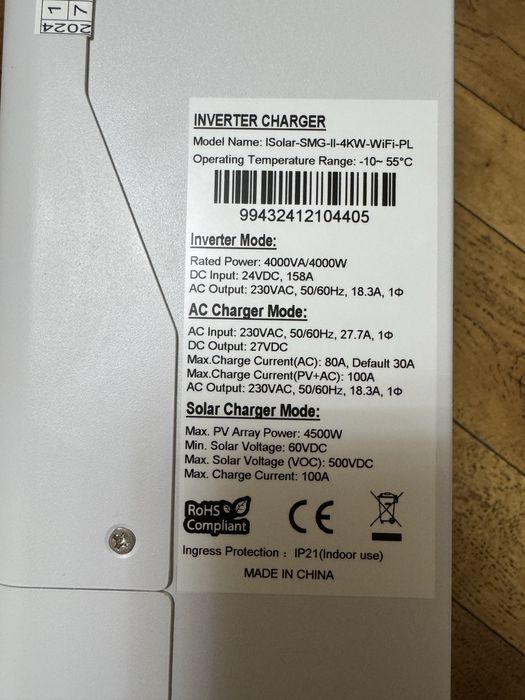 2024
1 7
INVERTER CHARGER
Model Name: ISolar-SMG-II-4KW-WiFi-PL
Operating Temperature Range: -10~ 55°C
99432412104405
Inverter Mode:
Rated Power: 4000VA/4000W
DC Input: 24VDC, 158A
AC Output: 230VAC, 50/60Hz, 18.3A, 1Φ
AC Charger Mode:
AC Input: 230VAC, 50/60Hz, 27.7A, 1Φ
DC Output: 27VDC
Max.Charge Current(AC): 80A, Default 30A
Max.Charge Current(PV+AC): 100A
AC Output: 230VAC, 50/60Hz, 18.3A, 1Φ
Solar Charger Mode:
Max. PV Array Power: 4500W
Min. Solar Voltage: 60VDC
Max. Solar Voltage (VOC): 500VDC
Max. Charge Current: 100A
RoHS
Compliant
CE
Ingress Protection : IP21(Indoor use)
MADE IN CHINA